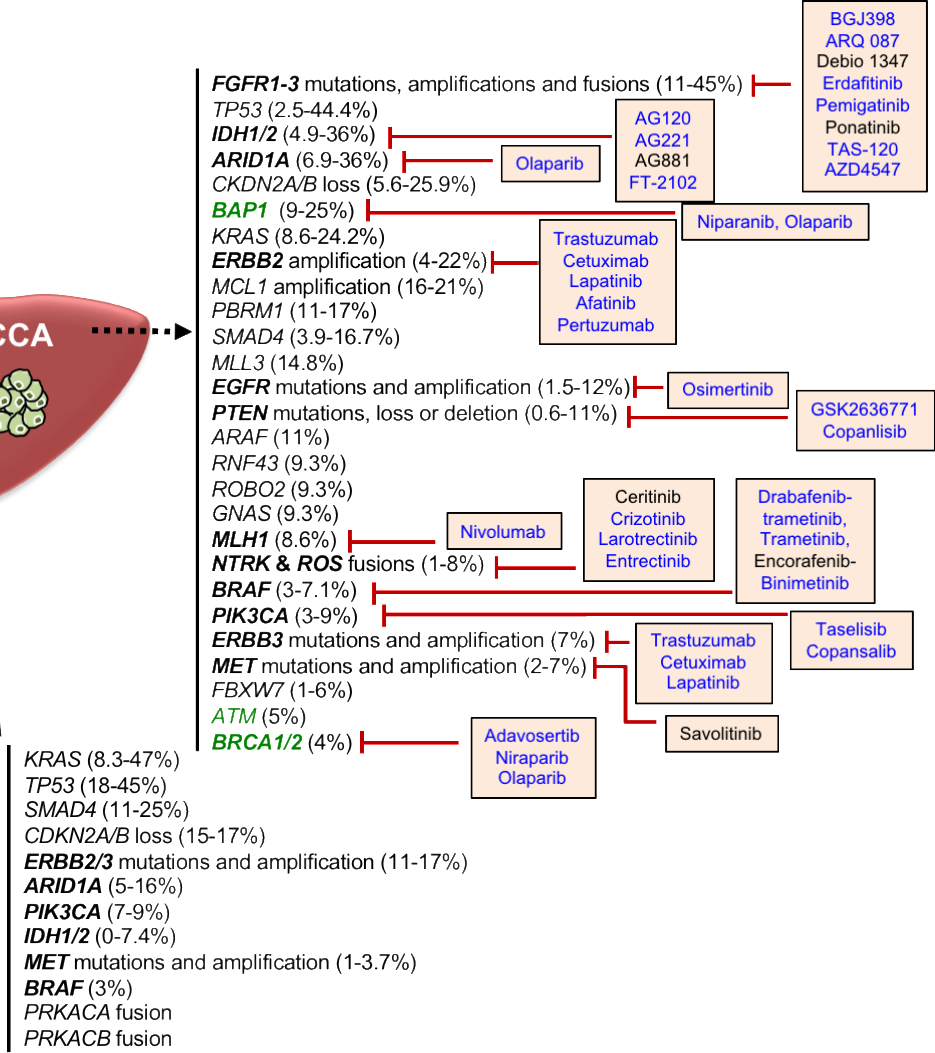 BGJ398
ARQ 087
Debio 1347
Erdafitinib
Pemigatinib
Ponatinib
TAS-120
AZD4547
FGFR1-3 mutations, amplifications and fusions (11-45%)
TP53 (2.5-44.4%)
IDH1/2 (4.9-36%)
AG120
AG221
AG881
FT-2102
ARID1A (6.9-36%)
Olaparib
CKDN2A/B loss (5.6-25.9%)
BAP1 (9-25%)
Niparanib, Olaparib
KRAS (8.6-24.2%)
ERBB2 amplification (4-22%)
Trastuzumab
Cetuximab
Lapatinib
Afatinib
Pertuzumab
MCL1 amplification (16-21%)
PBRM1 (11-17%)
CCA
SMAD4 (3.9-16.7%)
MLL3 (14.8%)
EGFR mutations and amplification (1.5-12%)
Osimertinib
PTEN mutations, loss or deletion (0.6-11%)
GSK2636771
Copanlisib
ARAF (11%)
RNF43 (9.3%)
ROBO2 (9.3%)
GNAS (9.3%)
MLH1 (8.6%)
Nivolumab
NTRK & ROS fusions (1-8%)
Ceritinib
Crizotinib
Larotrectinib
Entrectinib
BRAF (3-7.1%)
Drabafenib-
trametinib,
Trametinib,
Encorafenib-
Binimetinib
PIK3CA (3-9%)
Taselisib
Copansalib
ERBB3 mutations and amplification (7%)
Trastuzumab
Cetuximab
Lapatinib
MET mutations and amplification (2-7%)
Savolitinib
FBXW7 (1-6%)
ATM (5%)
BRCA1/2 (4%)
Adavosertib
Niraparib
Olaparib
KRAS (8.3-47%)
TP53 (18-45%)
SMAD4 (11-25%)
CDKN2A/B loss (15-17%)
ERBB2/3 mutations and amplification (11-17%)
ARID1A (5-16%)
PIK3CA (7-9%)
IDH1/2 (0-7.4%)
MET mutations and amplification (1-3.7%)
BRAF (3%)
PRKACA fusion
PRKACB fusion